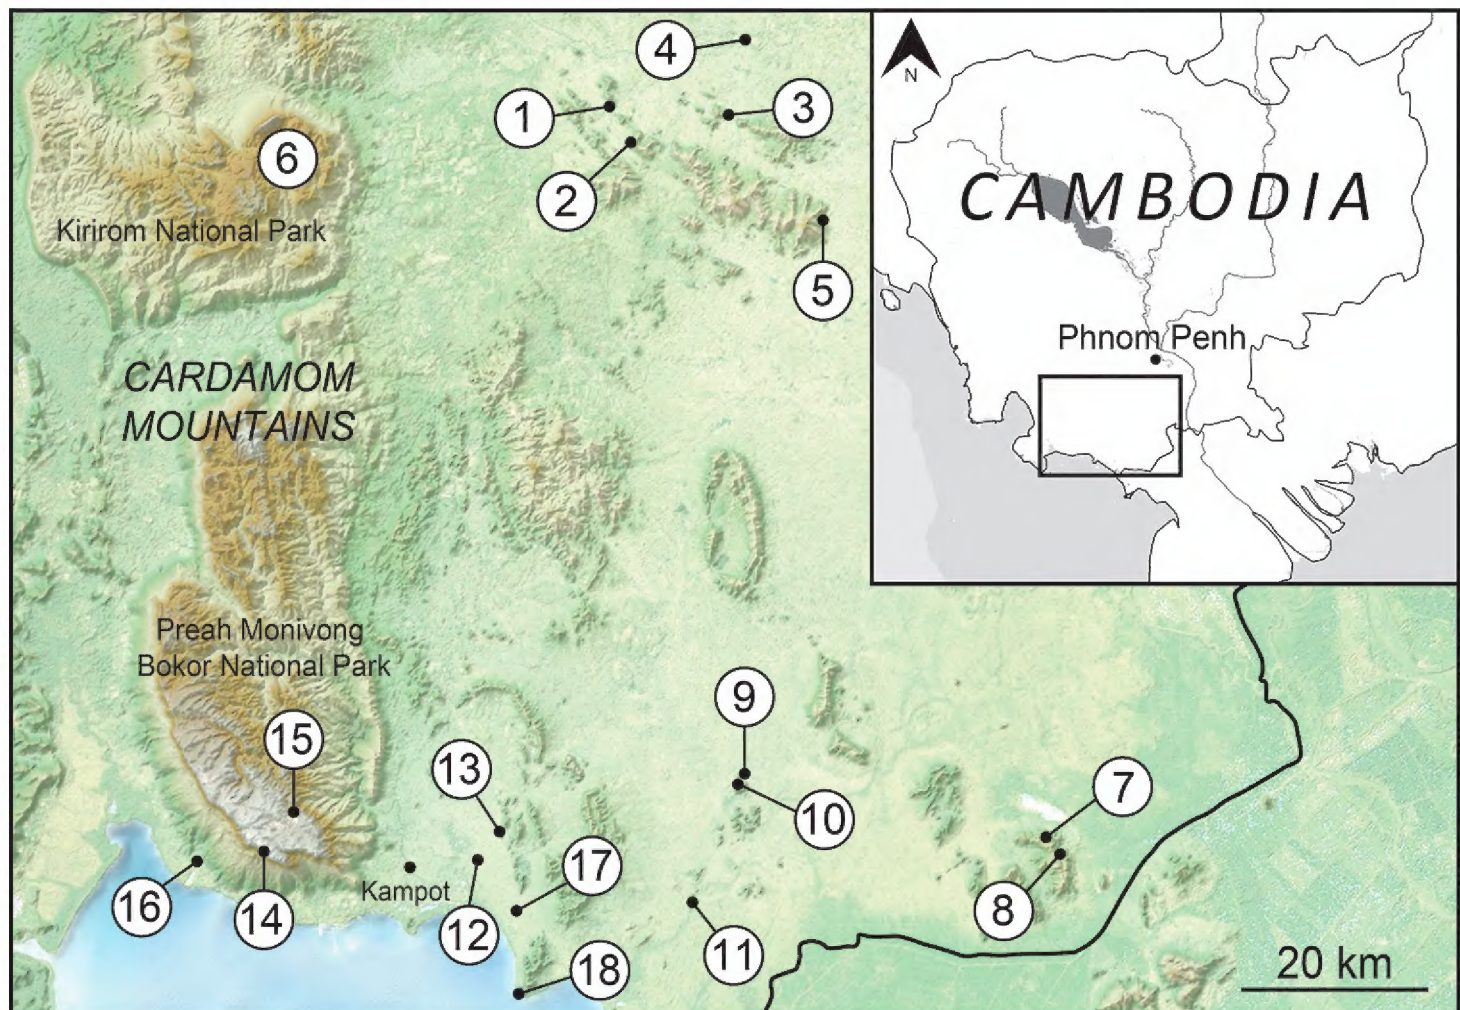 4
1
3
6
2
Kirirom National Park
5
CARDAMOM
MOUNTAINS
Preah Monivong
Bokor National Park
9
15
13
7
10
17
16
14
Kampot
12
8
11
18
20 km
N
CAMBODIA
Phnom Penh